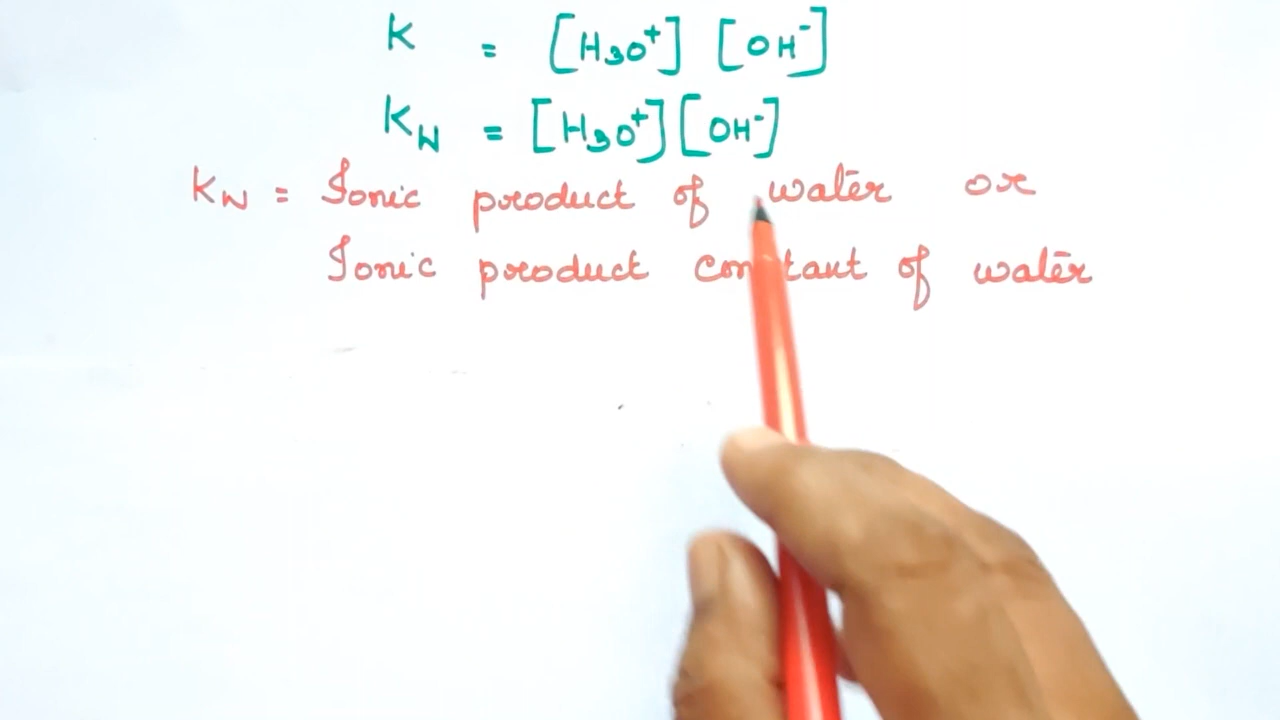 K = [H3O+] [OH-]
Kw = [H3O+][OH-]
Kw = Ionic product of water or
Ionic product constant of water